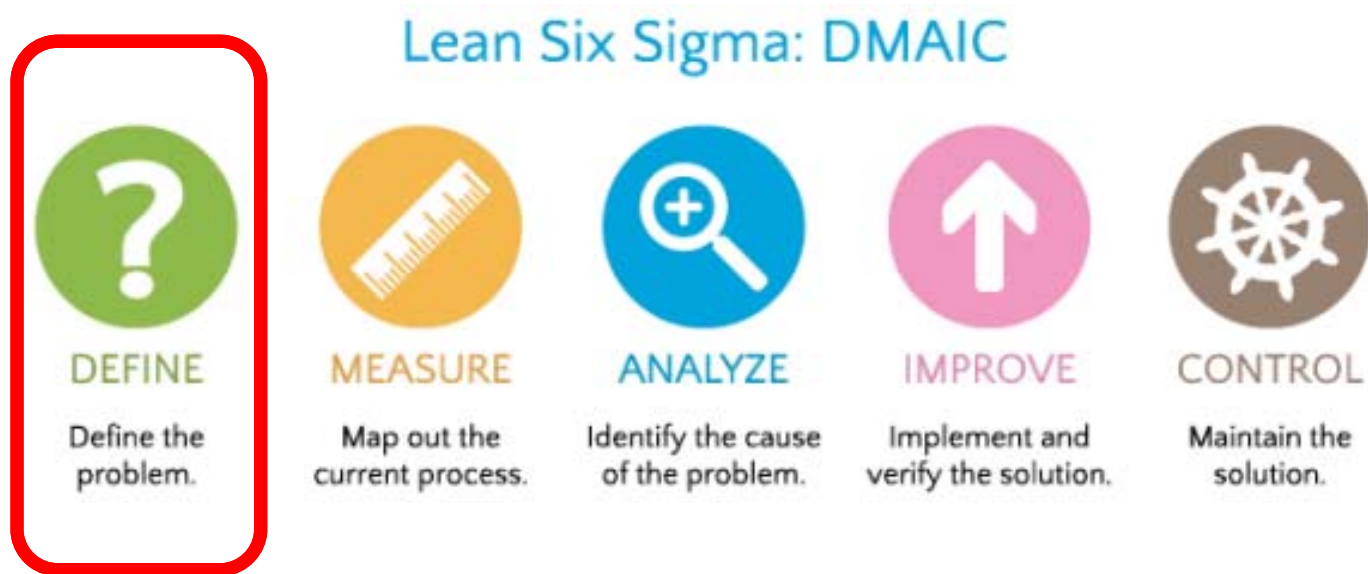 Lean Six Sigma: DMAIC
DEFINE
Define the
problem.
MEASURE
Map out the
current process.
ANALYZE
Identify the cause
of the problem.
IMPROVE
Implement and
verify the solution.
CONTROL
Maintain the
solution.